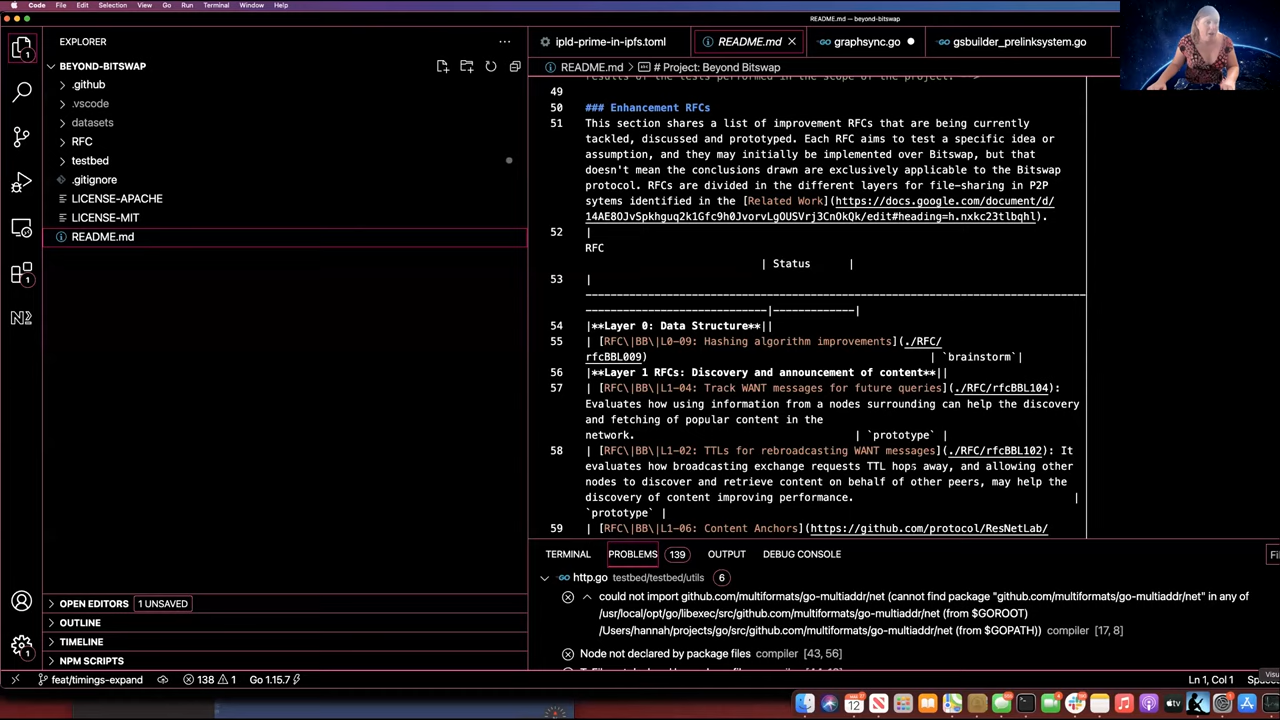 Code File Edit Selection View Go Run Terminal Window Help
README.md — beyond-bitswap
EXPLORER
BEYOND-BITSWAP
.github
.vscode
datasets
RFC
testbed
.gitignore
LICENSE-APACHE
LICENSE-MIT
README.md
OPEN EDITORS 1 UNSAVED
OUTLINE
TIMELINE
NPM SCRIPTS
ipld-prime-in-ipfs.toml README.md graphsync.go gsbuilder_prelinksystem.go
README.md > # Project: Beyond Bitswap
results of the tests performed in the scope of the project.
49
50 ### Enhancement RFCs
51 This section shares a list of improvement RFCs that are being currently
tackled, discussed and prototyped. Each RFC aims to test a specific idea or
assumption, and they may initially be implemented over Bitswap, but that
doesn't mean the conclusions drawn are exclusively applicable to the Bitswap
protocol. RFCs are divided in the different layers for file-sharing in P2P
sytems identified in the [Related Work](https://docs.google.com/document/d/
14AE8OJvSpkhguq2k1Gfc9h0JvorvLgOUSVrj3CnOkQk/edit#heading=h.nxkc23tlbqhl).
52 |
RFC
| Status |
53 |
--------------------------------------------------------------------
----------------------------|-------------|
54 |**Layer 0: Data Structure**||
55 | [RFC\|BB\|L0-09: Hashing algorithm improvements](./RFC/
rfcBBL009) | `brainstorm`|
56 |**Layer 1 RFCs: Discovery and announcement of content**||
57 | [RFC\|BB\|L1-04: Track WANT messages for future queries](./RFC/rfcBBL104):
Evaluates how using information from a nodes surrounding can help the discovery
and fetching of popular content in the
network. | `prototype` |
58 | [RFC\|BB\|L1-02: TTLs for rebroadcasting WANT messages](./RFC/rfcBBL102): It
evaluates how broadcasting exchange requests TTL hops away, and allowing other
nodes to discover and retrieve content on behalf of other peers, may help the
discovery of content improving performance. |
`prototype` |
59 | [RFC\|BB\|L1-06: Content Anchors](https://github.com/protocol/ResNetLab/
TERMINAL PROBLEMS 139 OUTPUT DEBUG CONSOLE
http.go testbed/testbed/utils 6
could not import github.com/multiformats/go-multiaddr/net (cannot find package "github.com/multiformats/go-multiaddr/net" in any of
/usr/local/opt/go/libexec/src/github.com/multiformats/go-multiaddr/net (from $GOROOT)
/Users/hannah/projects/go/src/github.com/multiformats/go-multiaddr/net (from $GOPATH)) compiler [17, 8]
Node not declared by package files compiler [43, 56]
feat/timings-expand 138 1 Go 1.15.7 Ln 1, Col 1